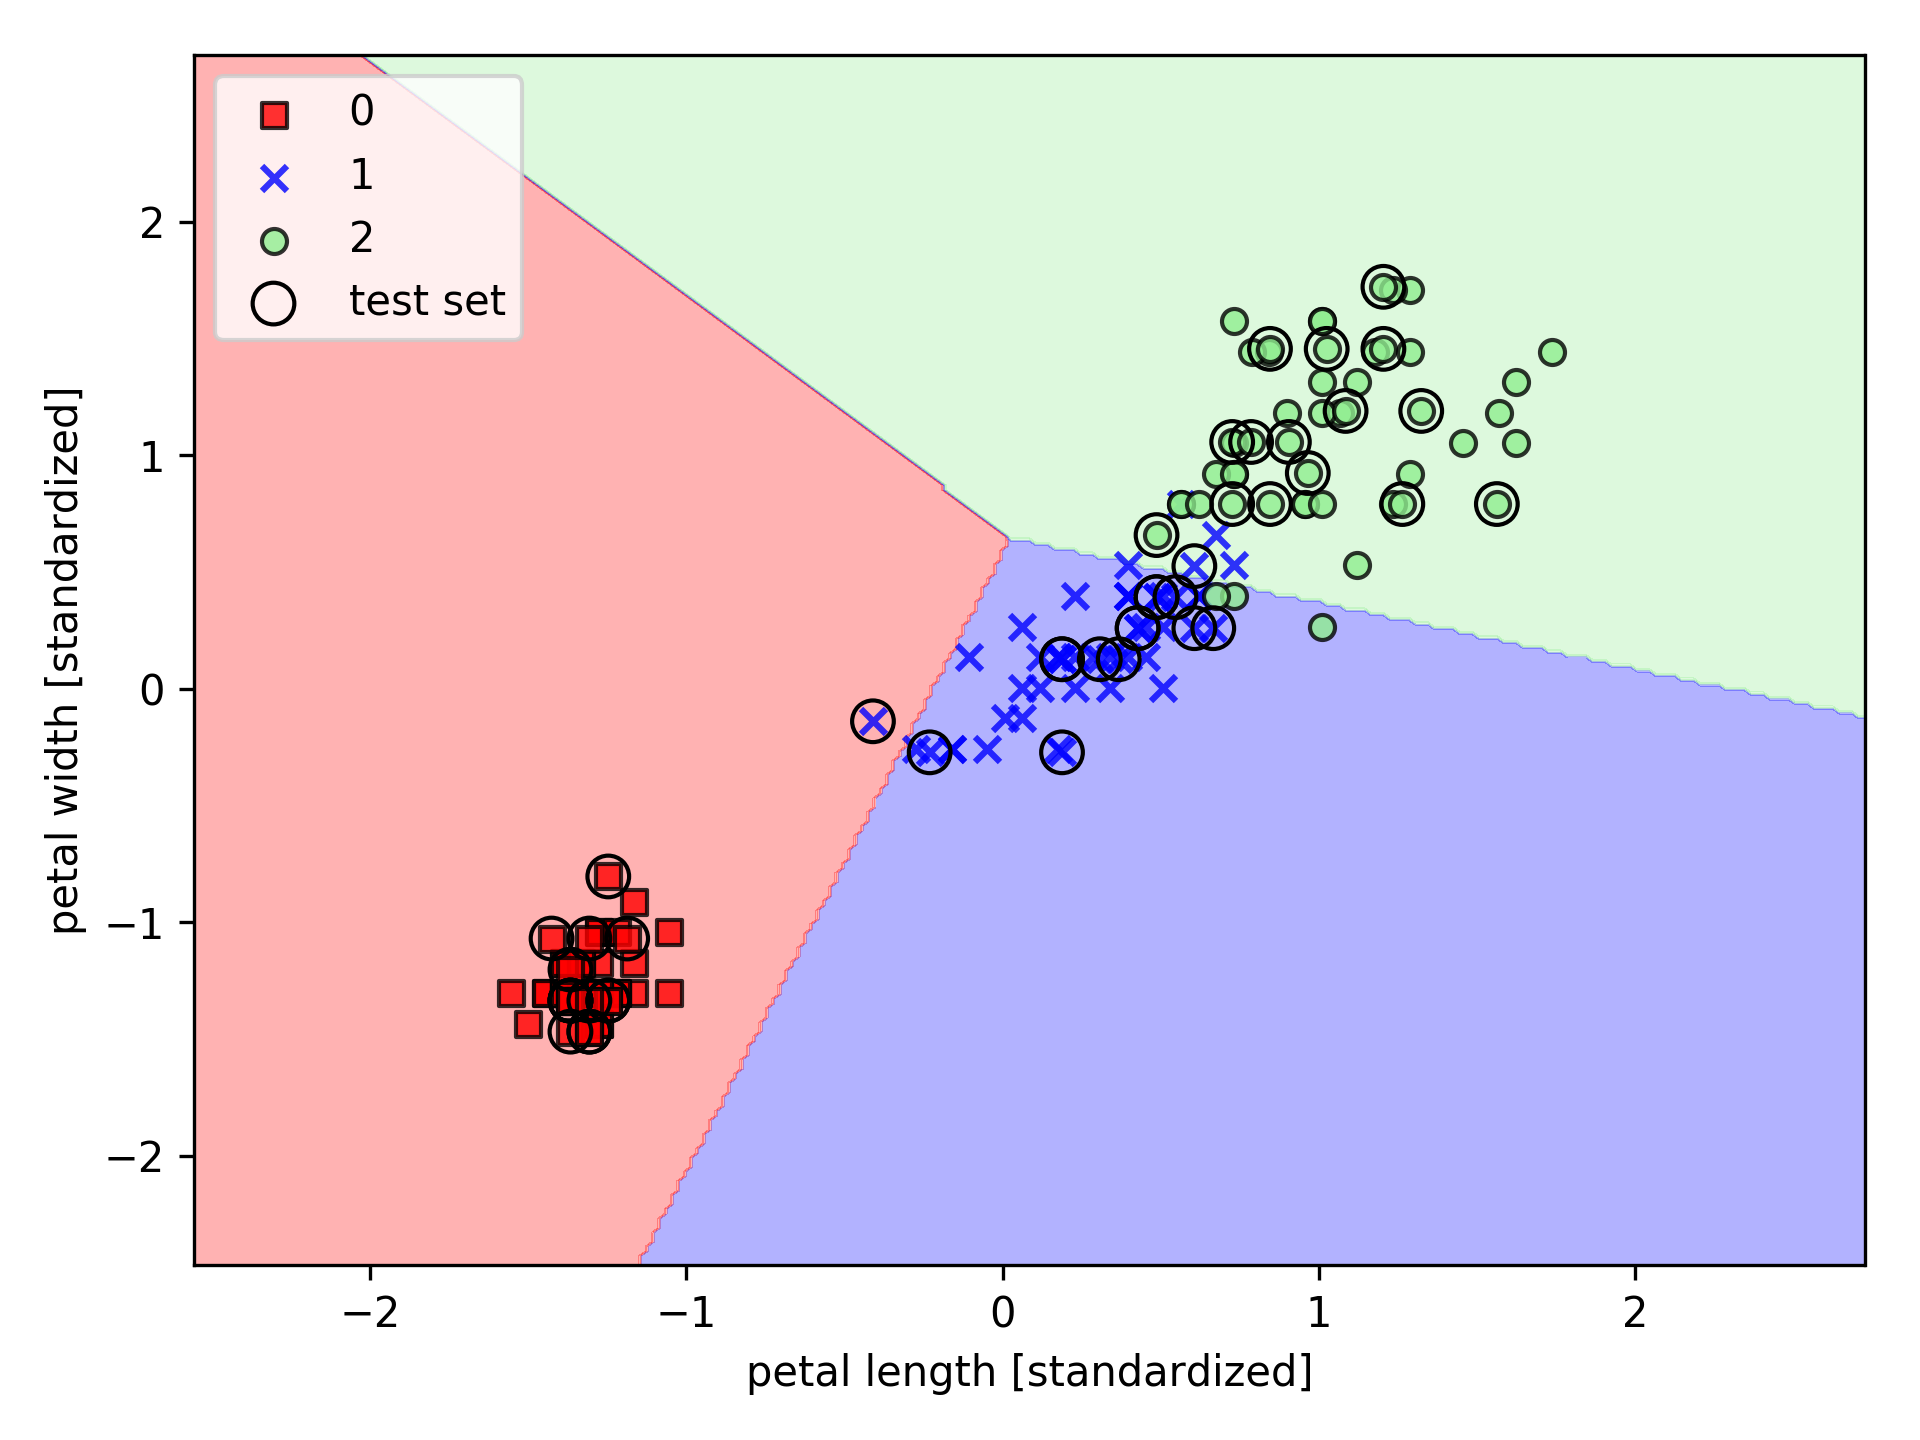 0
1
2
test set
2
1
0
−1
−2
petal width [standardized]
−2 −1 0 1 2
petal length [standardized]